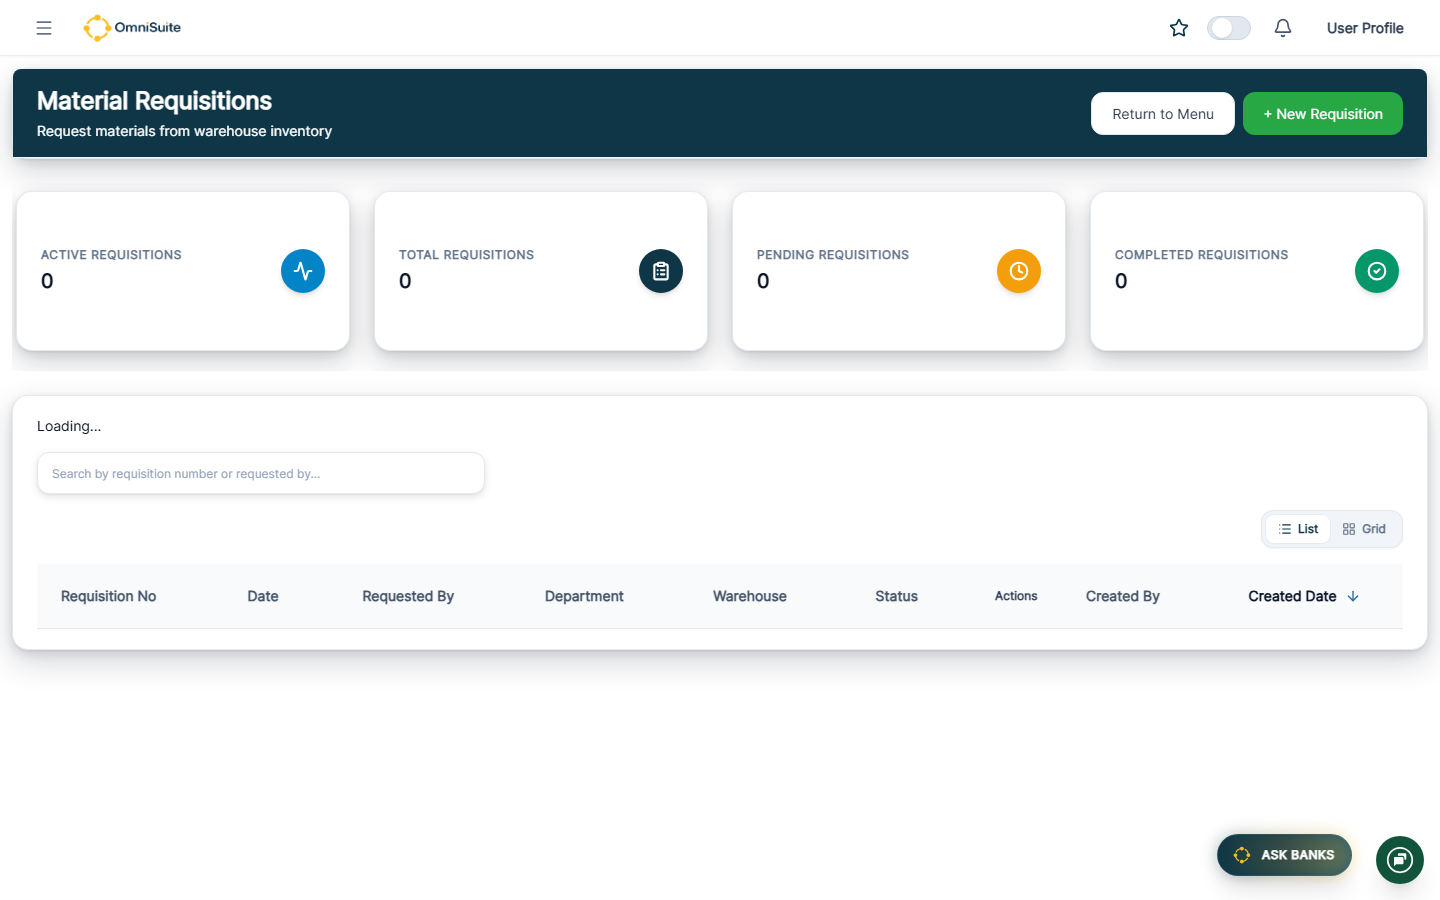 OmniSuite
User Profile
Material Requisitions
Request materials from warehouse inventory
Return to Menu
+ New Requisition
ACTIVE REQUISITIONS
0
TOTAL REQUISITIONS
0
PENDING REQUISITIONS
0
COMPLETED REQUISITIONS
0
Loading...
Search by requisition number or requested by...
List
Grid
Requisition No
Date
Requested By
Department
Warehouse
Status
Actions
Created By
Created Date
ASK BANKS